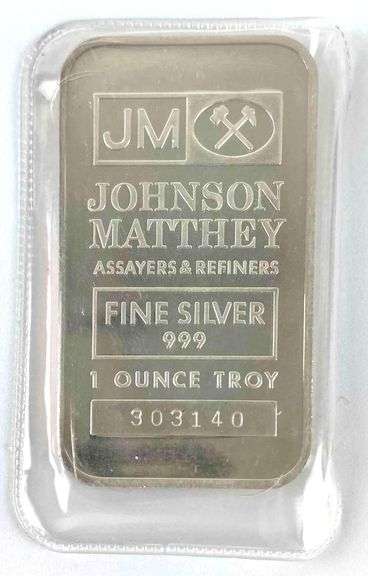 JM
JOHNSON
MATTHEY
ASSAYERS & REFINERS
FINE SILVER
999
1 OUNCE TROY
303140